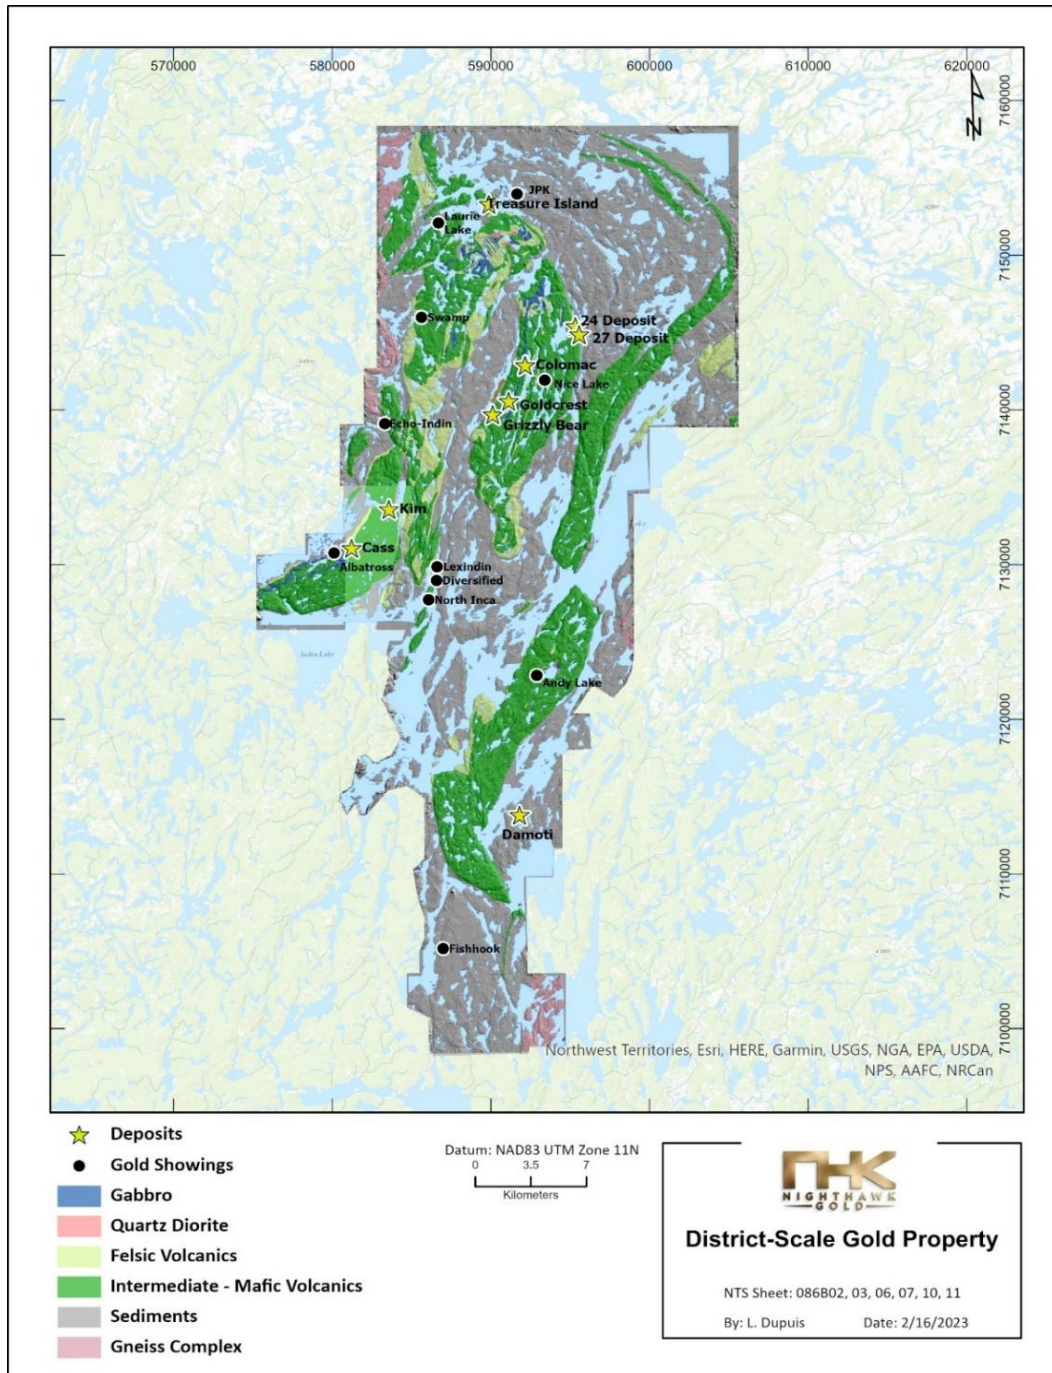 570000
580000
590000
600000
610000
620000
7160000
N
JPK
Treasure Island
Laurie
Lake
7150000
Swamp
24 Deposit
27 Deposit
Colomac
Nice Lake
7140000
Goldcrest
Echo-Indin
Grizzly Bear
Kim
Cass
Albatross
7130000
Lexindin
Diversified
North Inca
Indin Lake
Andy Lake
7120000
Damoti
7110000
Fishhook
7100000
Northwest Territories, Esri, HERE, Garmin, USGS, NGA, EPA, USDA,
NPS, AAFC, NRCan
Deposits
Gold Showings
Gabbro
Quartz Diorite
Felsic Volcanics
Intermediate - Mafic Volcanics
Sediments
Gneiss Complex
Datum: NAD83 UTM Zone 11N
0 3.5 7
Kilometers
NHK
NIGHTHAWK
GOLD
District-Scale Gold Property
NTS Sheet: 086B02, 03, 06, 07, 10, 11
By: L. Dupuis Date: 2/16/2023